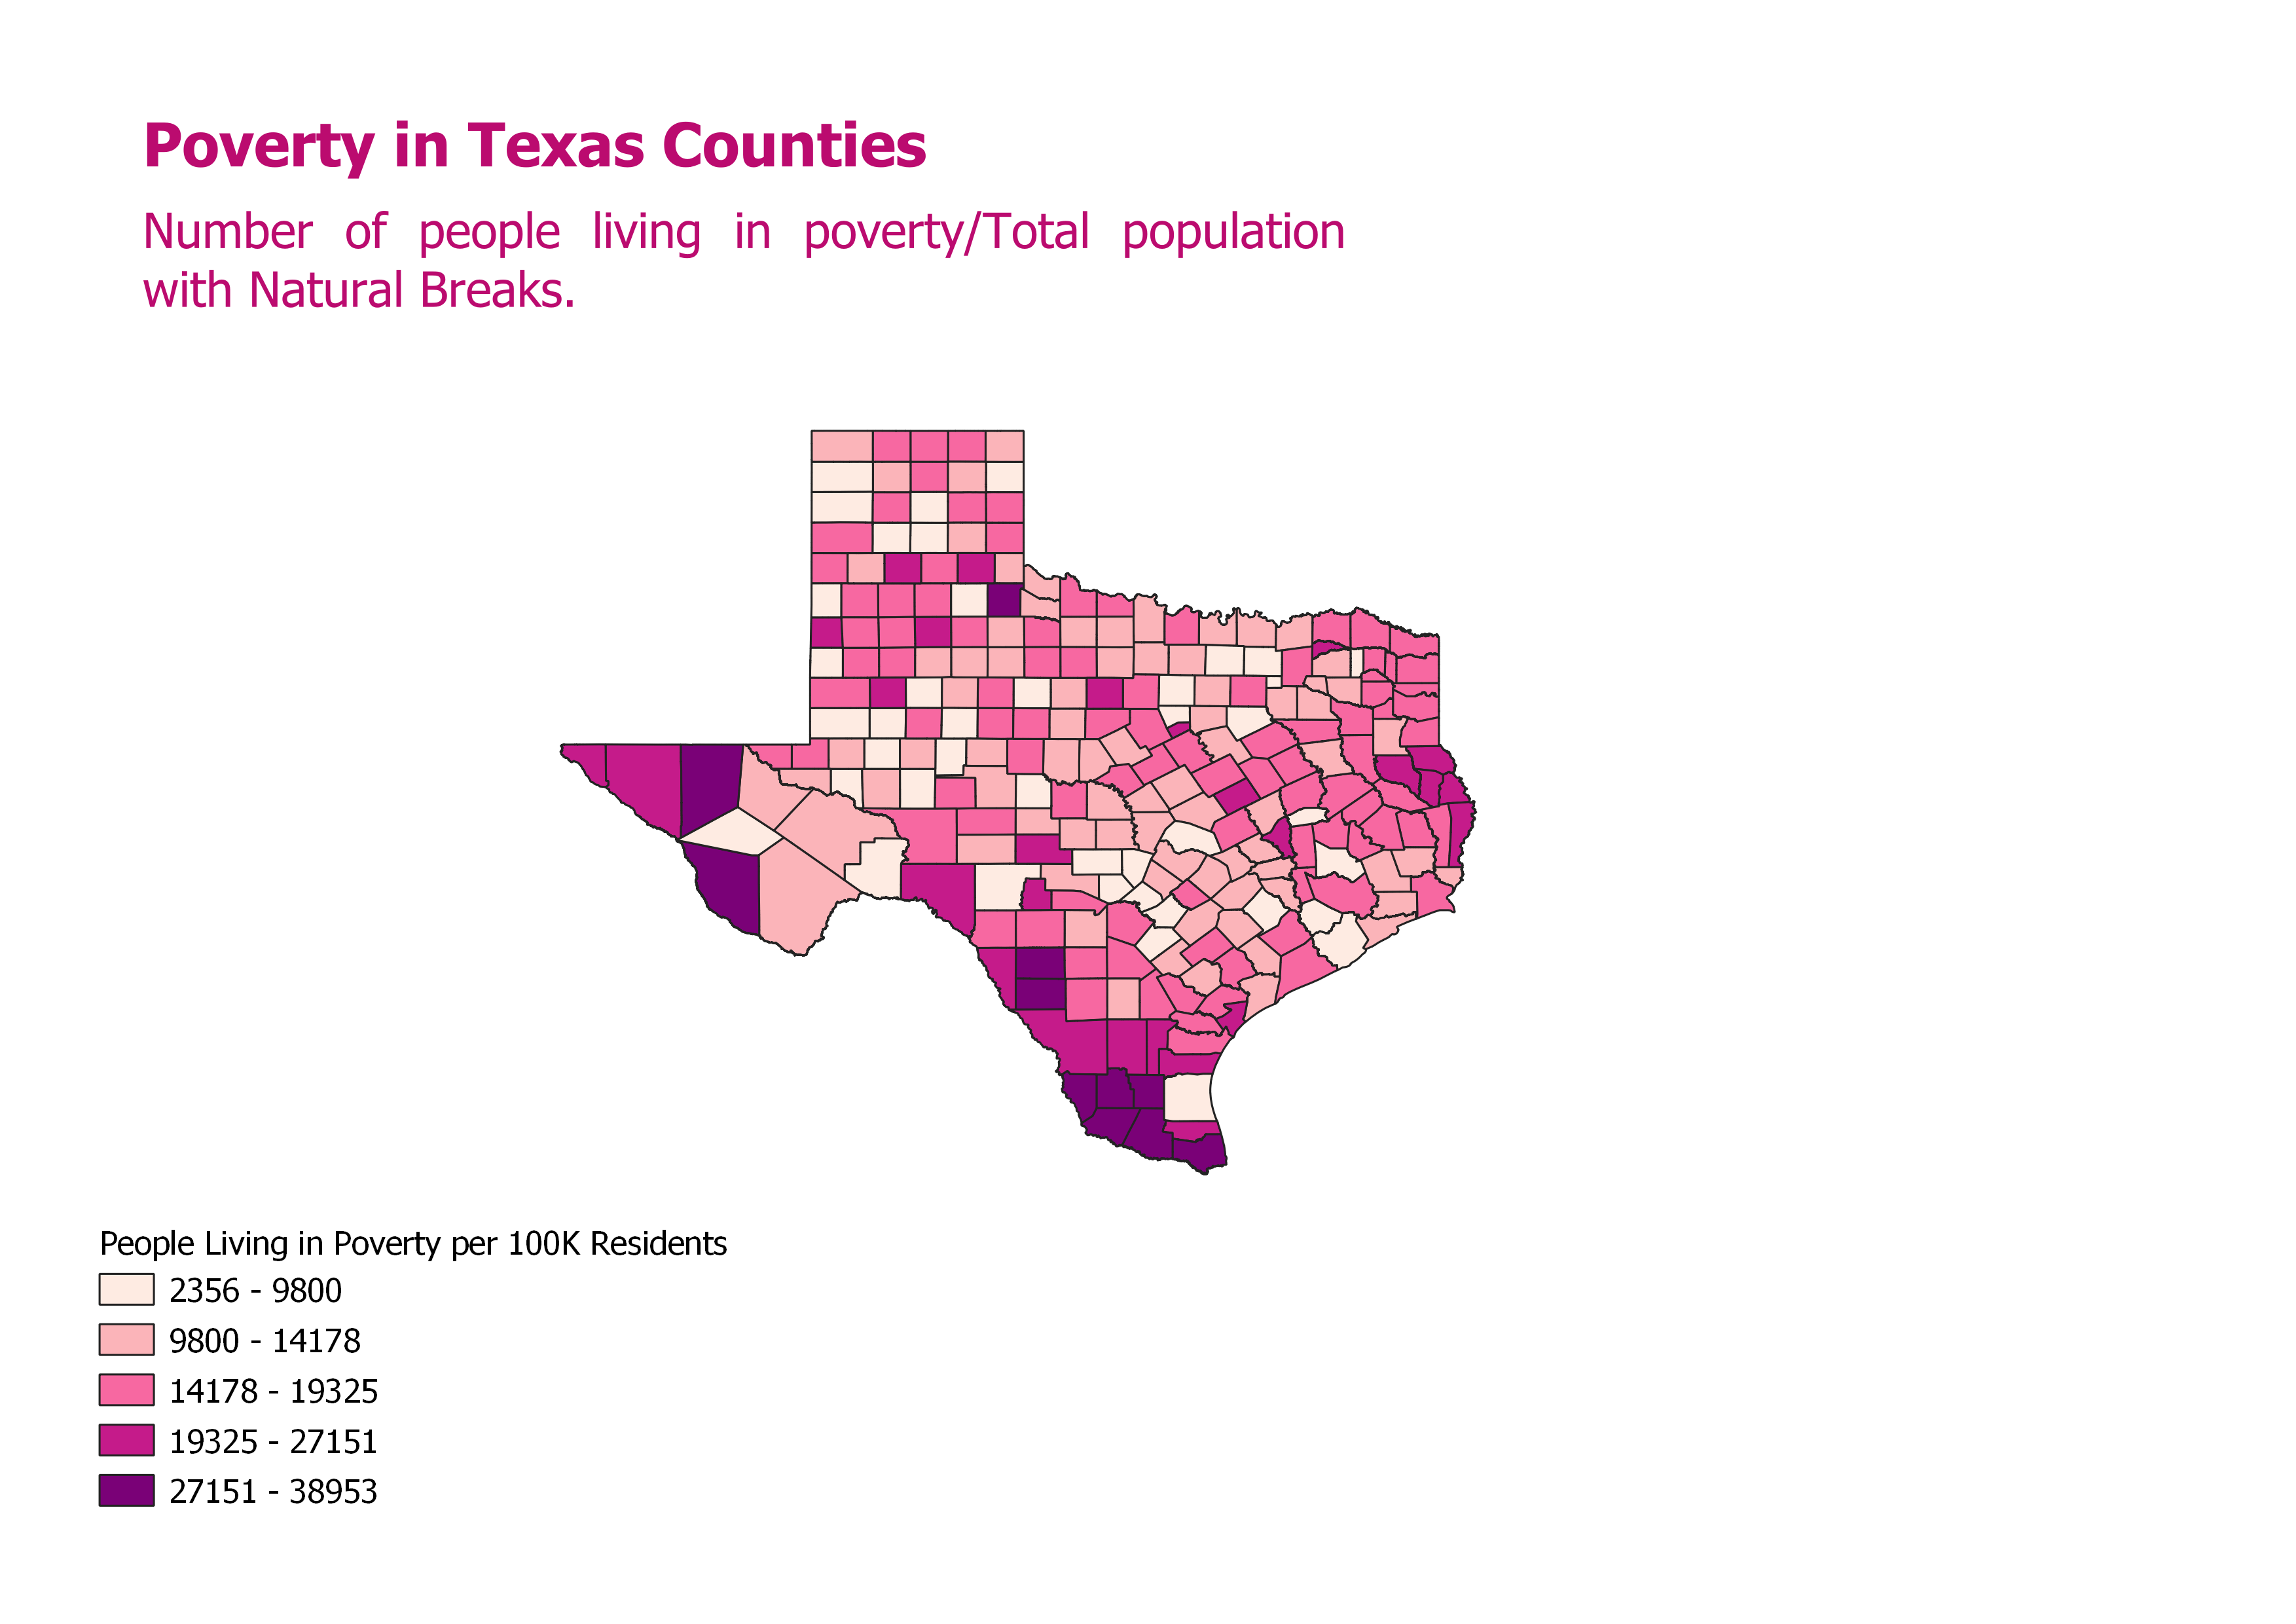 Poverty in Texas Counties
Number of people living in poverty/Total population
with Natural Breaks.
People Living in Poverty per 100K Residents
2356 - 9800
9800 - 14178
14178 - 19325
19325 - 27151
27151 - 38953